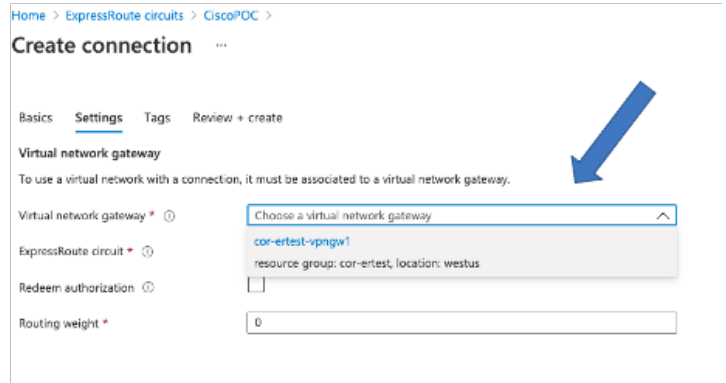 Home > ExpressRoute circuits > CiscoPOC >
Create connection ...
Basics Settings Tags Review + create
Virtual network gateway
To use a virtual network with a connection, it must be associated to a virtual network gateway.
Virtual network gateway * Choose a virtual network gateway
cor-ertest-vpngw1
ExpressRoute circuit *
resource group: cor-ertest, location: westus
Redeem authorization
Routing weight * 0